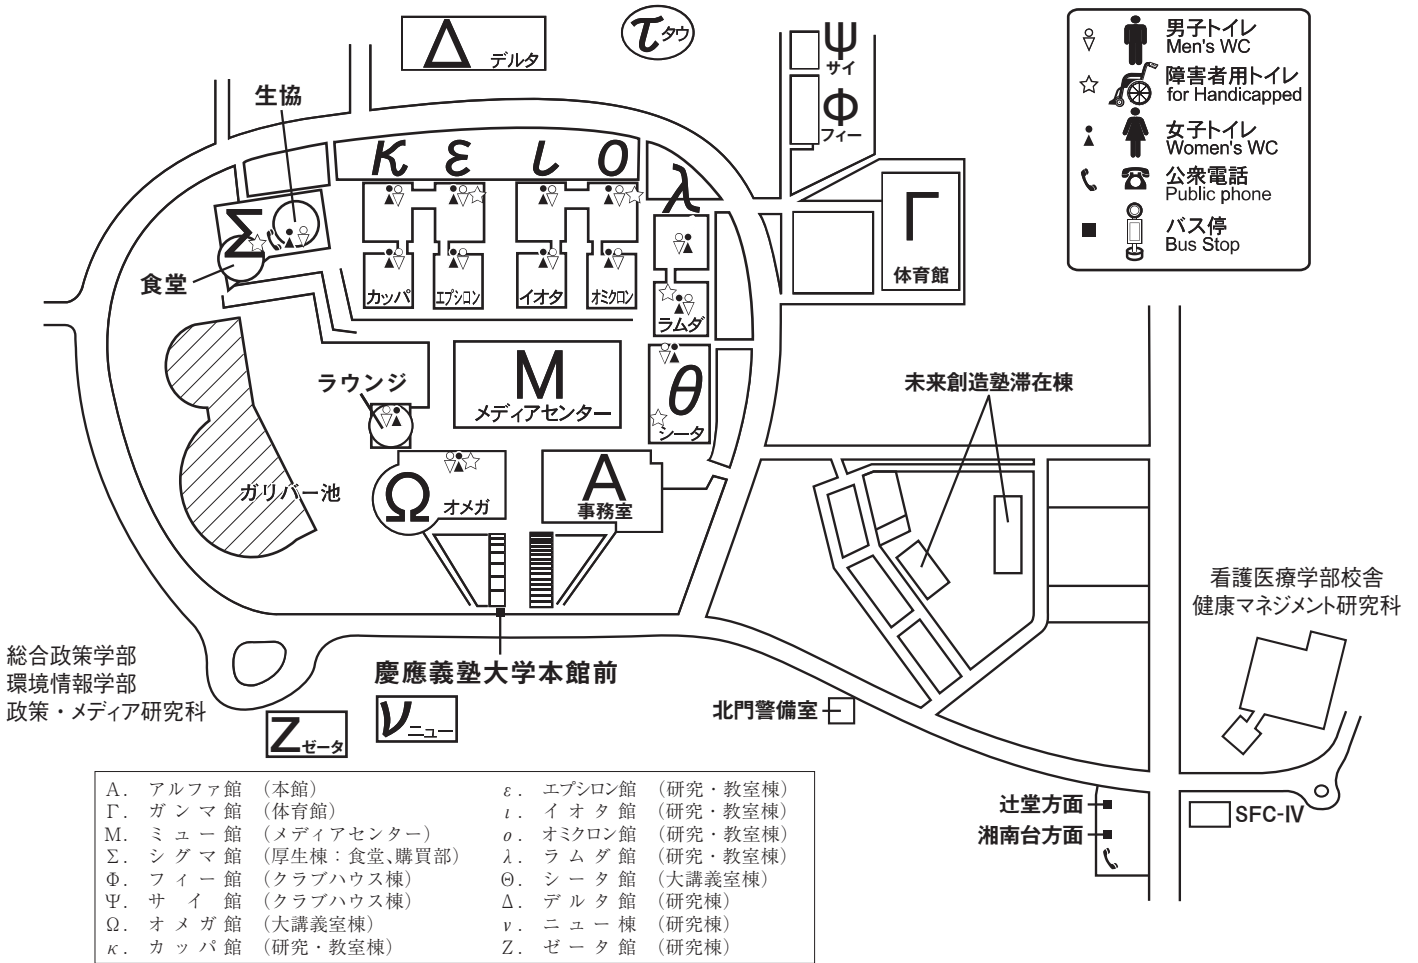 Δ デルタ
τ タウ
Ψ
サイ
Φ
フィー
男子トイレ
Men's WC
障害者用トイレ
for Handicapped
女子トイレ
Women's WC
公衆電話
Public phone
バス停
Bus Stop
生協
κ ε ι ο
λ
Σ
食堂
カッパ
エプシロン
イオタ
オミクロン
ラムダ
Γ
体育館
M
メディアセンター
θ
シータ
ラウンジ
未来創造塾滞在棟
ガリバー池
Ω オメガ
A
事務室
看護医療学部校舎
健康マネジメント研究科
総合政策学部
環境情報学部
政策・メディア研究科
慶應義塾大学本館前
Z ゼータ
ν ニュー
北門警備室
辻堂方面
湘南台方面
SFC-IV
A. アルファ館 (本館)
Γ. ガンマ館 (体育館)
M. ミュー館 (メディアセンター)
Σ. シグマ館 (厚生棟:食堂、購買部)
Φ. フィー館 (クラブハウス棟)
Ψ. サイ館 (クラブハウス棟)
Ω. オメガ館 (大講義室棟)
κ. カッパ館 (研究・教室棟)
ε. エプシロン館 (研究・教室棟)
ι. イオタ館 (研究・教室棟)
ο. オミクロン館 (研究・教室棟)
λ. ラムダ館 (研究・教室棟)
Θ. シータ館 (大講義室棟)
Δ. デルタ館 (研究棟)
ν. ニュー棟 (研究棟)
Z. ゼータ館 (研究棟)